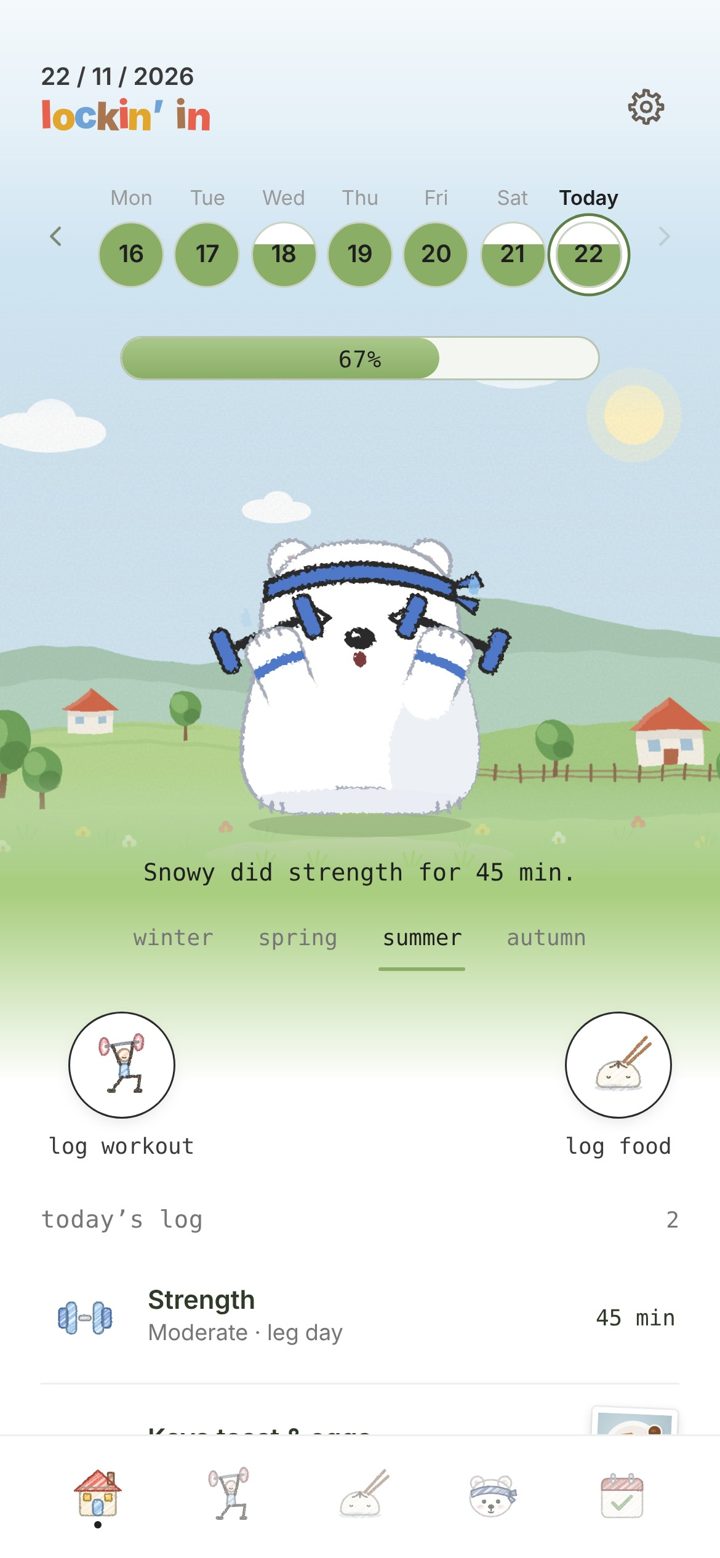 22 / 11 / 2026
lockin’ in
Mon Tue Wed Thu Fri Sat Today
16 17 18 19 20 21 22
67%
Snowy did strength for 45 min.
winter spring summer autumn
log workout log food
today’s log 2
Strength
Moderate · leg day
45 min
toast & eggs